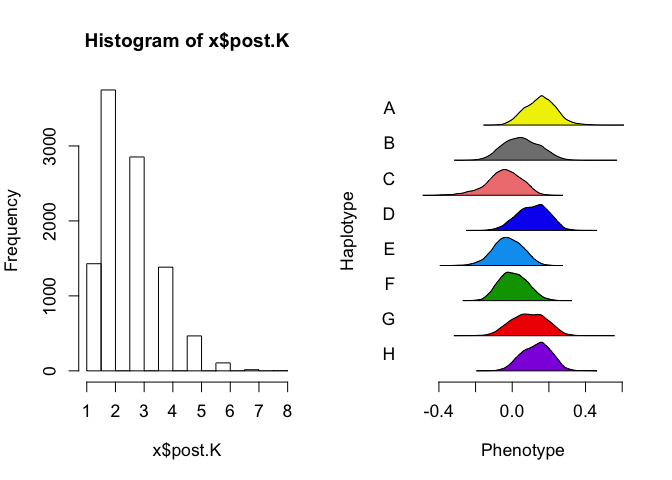 Histogram of x$post.K
Frequency
0
1000
2000
3000
1 2 3 4 5 6 7 8
x$post.K
Haplotype
A
B
C
D
E
F
G
H
-0.4 0.0 0.4
Phenotype